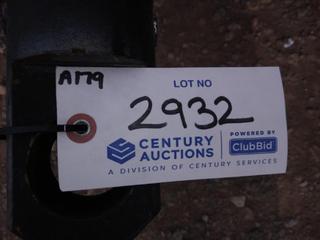 A179
LOT NO
2932
CENTURY AUCTIONS
POWERED BY ClubBid
A DIVISION OF CENTURY SERVICES